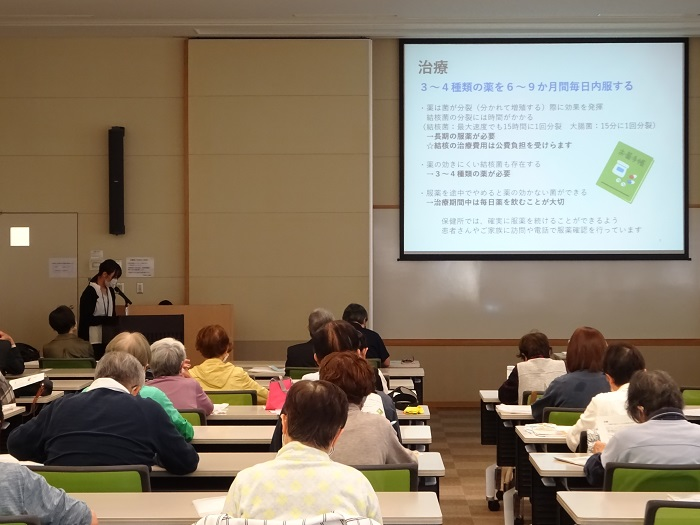 治療
３～４種類の薬を６～９か月間毎日内服する
・薬は菌が分裂（分かれて増殖する）際に効果を発揮
結核菌の分裂には時間がかかる
（結核菌：最大速度でも15時間に1回分裂　大腸菌：15分に1回分裂）
→長期の服薬が必要
☆結核の治療費用は公費負担を受けらます
・薬の効きにくい結核菌も存在する
→３～４種類の薬が必要
・服薬を途中でやめると薬の効かない菌ができる
→治療期間中は毎日薬を飲むことが大切
保健所では、確実に服薬を続けることができるよう
患者さんやご家族に訪問や電話で服薬確認を行っています
お薬手帳